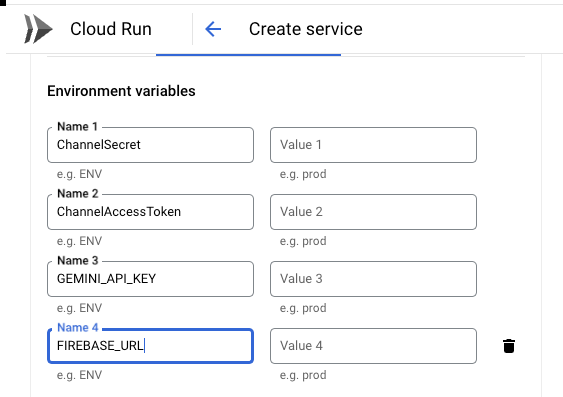 Cloud Run Create service
Environment variables
Name 1
ChannelSecret Value 1
e.g. ENV e.g. prod
Name 2
ChannelAccessToken Value 2
e.g. ENV e.g. prod
Name 3
GEMINI_API_KEY Value 3
e.g. ENV e.g. prod
Name 4
FIREBASE_URL Value 4
e.g. ENV e.g. prod